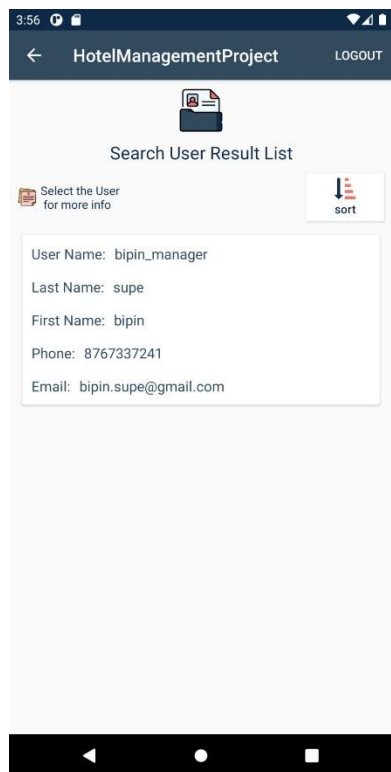 3:56
HotelManagementProject
LOGOUT
Search User Result List
Select the User
for more info
sort
User Name: bipin_manager
Last Name: supe
First Name: bipin
Phone: 8767337241
Email: bipin.supe@gmail.com